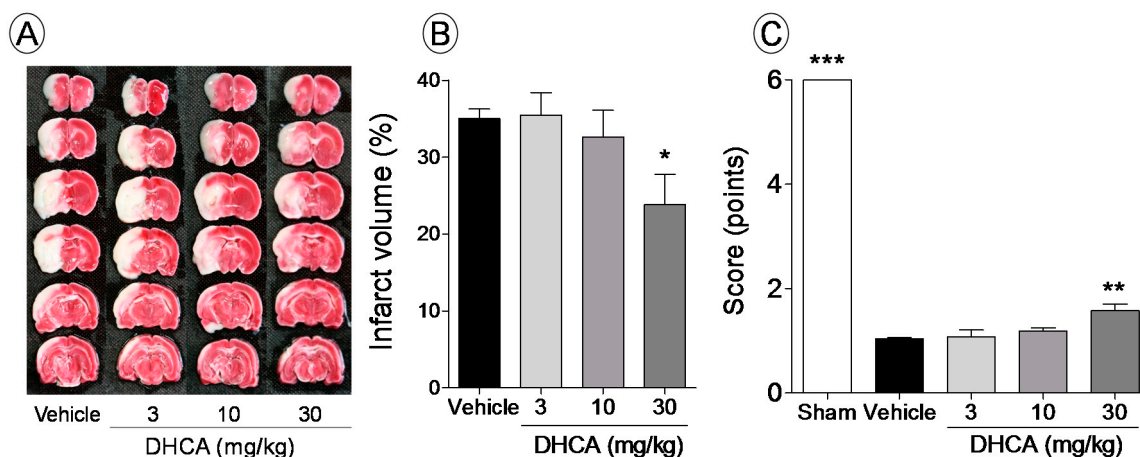 A
Vehicle 3 10 30
DHCA (mg/kg)
B
Infarct volume (%)
40
30
20
10
0
*
Vehicle 3 10 30
DHCA (mg/kg)
C
Score (points)
6
4
2
0
***
**
Sham Vehicle 3 10 30
DHCA (mg/kg)